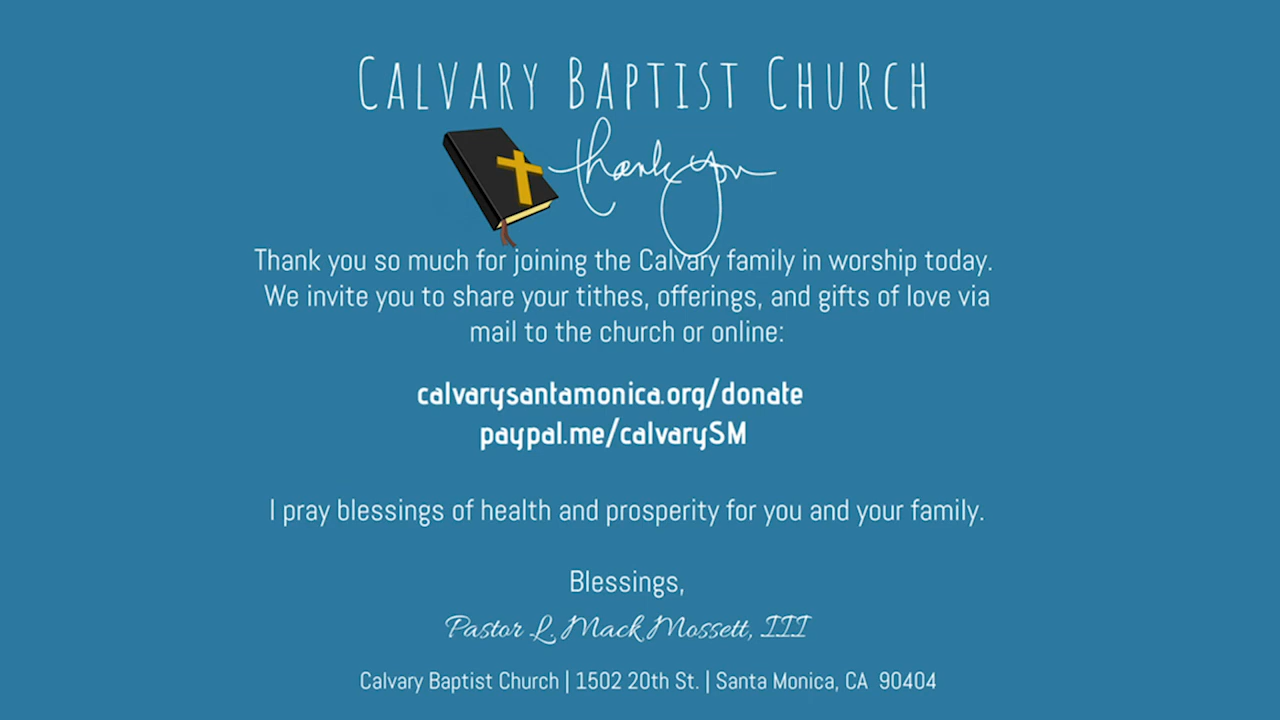 CALVARY BAPTIST CHURCH
thank you
Thank you so much for joining the Calvary family in worship today.
We invite you to share your tithes, offerings, and gifts of love via
mail to the church or online:
calvarysantamonica.org/donate
paypal.me/calvarySM
I pray blessings of health and prosperity for you and your family.
Blessings,
Pastor L. Mack Mossett, III
Calvary Baptist Church | 1502 20th St. | Santa Monica, CA 90404